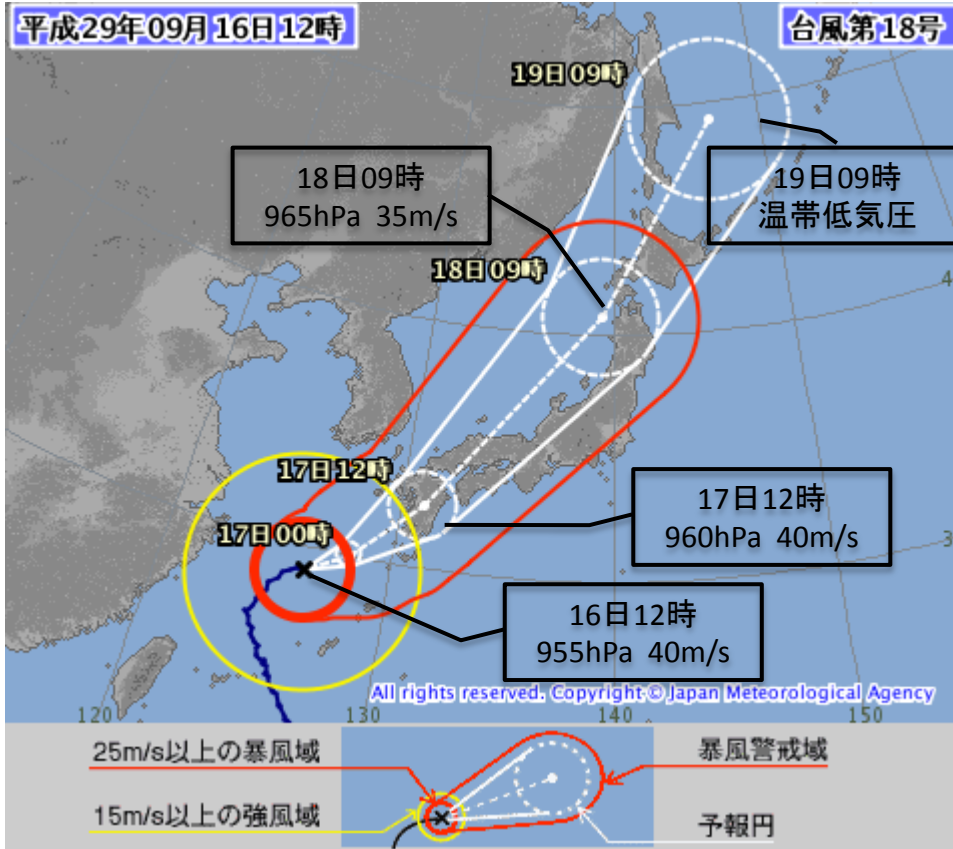 平成29年09月16日12時
台風第18号
19日09時
18日09時
965hPa 35m/s
19日09時
温帯低気圧
18日09時
17日12時
17日12時
960hPa 40m/s
17日00時
16日12時
955hPa 40m/s
All rights reserved. Copyright © Japan Meteorological Agency
120
130
140
150
4
3
25m/s以上の暴風域
暴風警戒域
15m/s以上の強風域
予報円